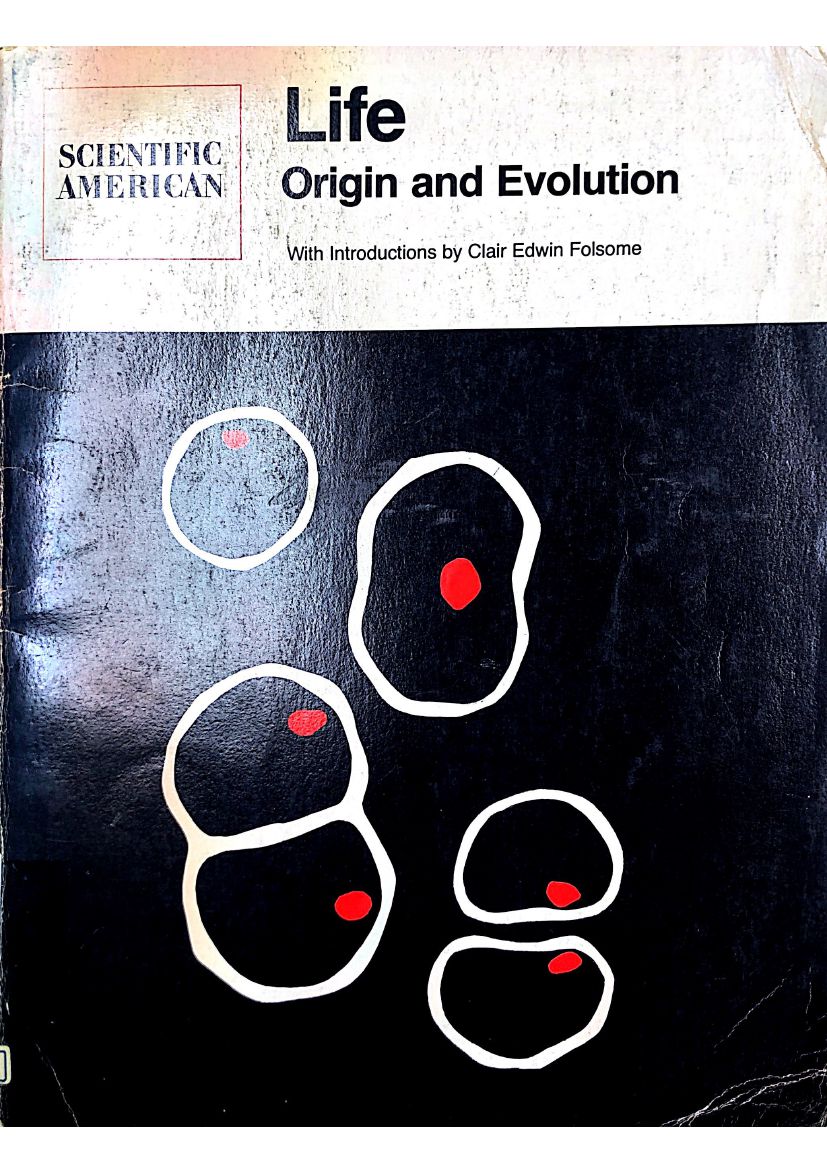 SCIENTIFIC
AMERICAN
Life
Origin and Evolution
With Introductions by Clair Edwin Folsome